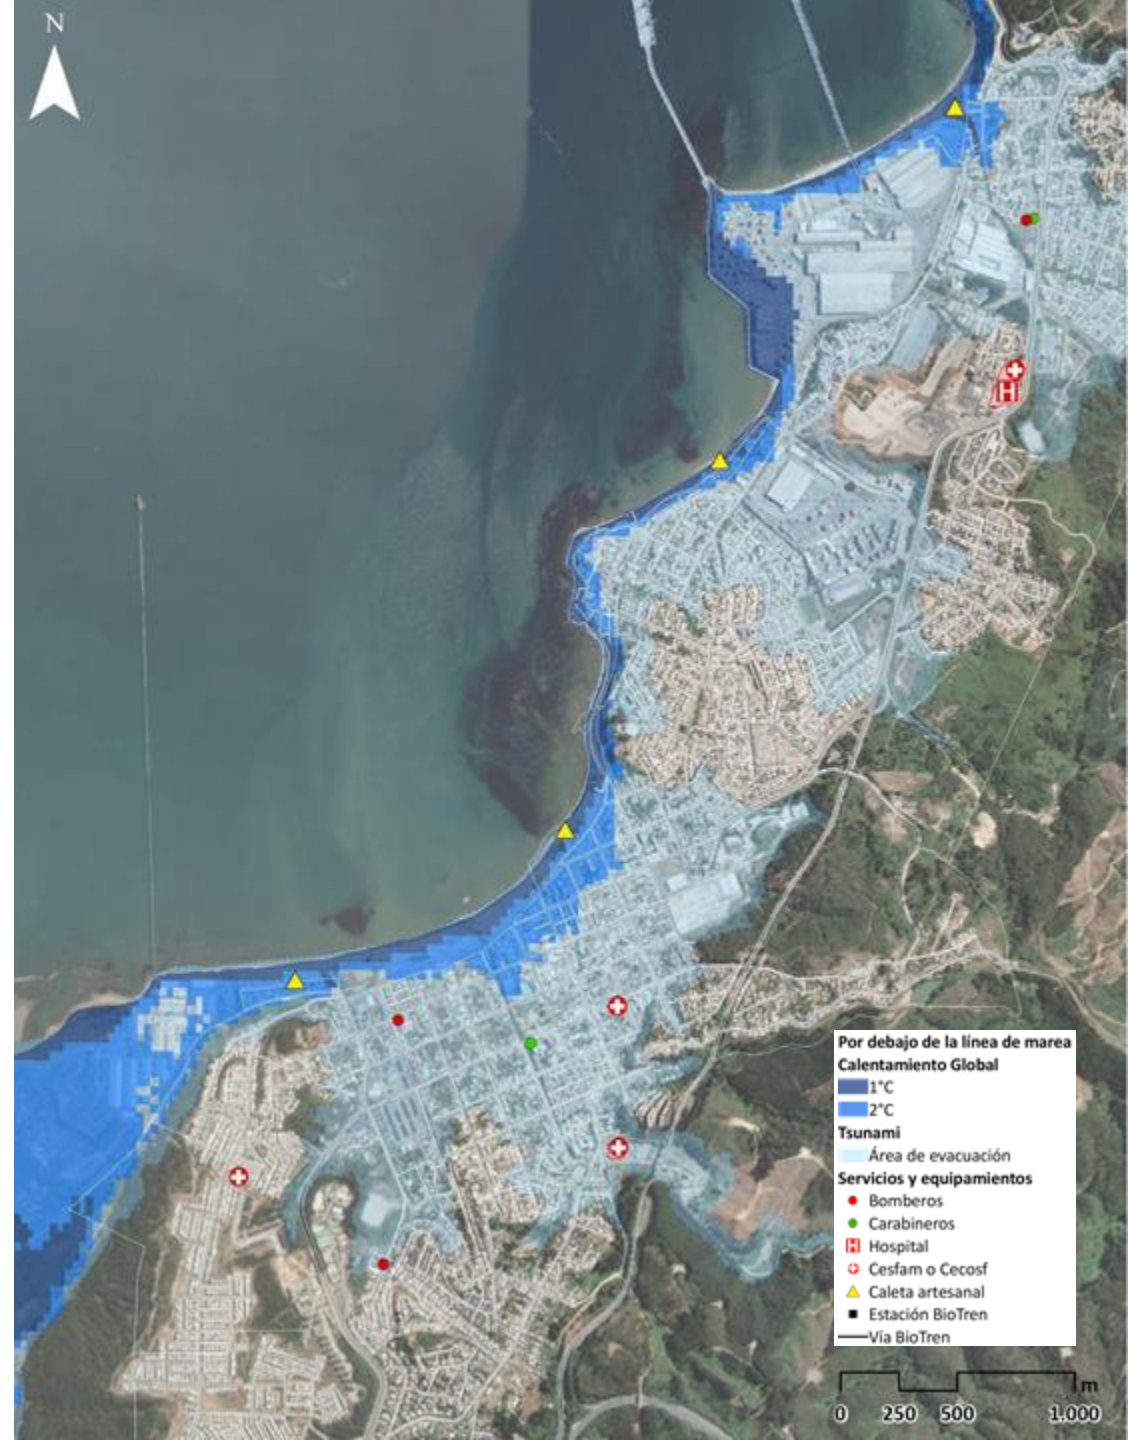 N
Por debajo de la línea de marea
Calentamiento Global
1°C
2°C
Tsunami
Área de evacuación
Servicios y equipamientos
Bomberos
Carabineros
H Hospital
Cesfam o Cecosf
Caleta artesanal
Estación BioTren
Vía BioTren
m
0 250 500 1.000
H